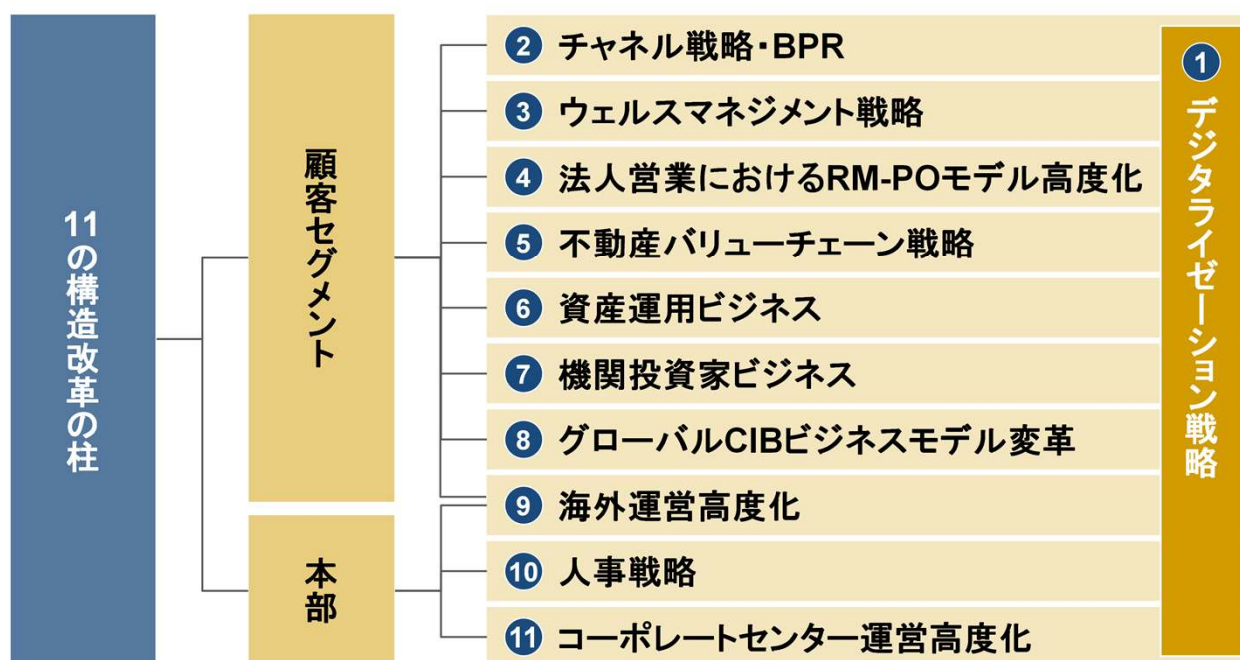 11の構造改革の柱
顧客セグメント
本部
② チャネル戦略・BPR
③ ウェルスマネジメント戦略
④ 法人営業におけるRM-POモデル高度化
⑤ 不動産バリューチェーン戦略
⑥ 資産運用ビジネス
⑦ 機関投資家ビジネス
⑧ グローバルCIBビジネスモデル変革
⑨ 海外運営高度化
⑩ 人事戦略
⑪ コーポレートセンター運営高度化
① デジタライゼーション戦略